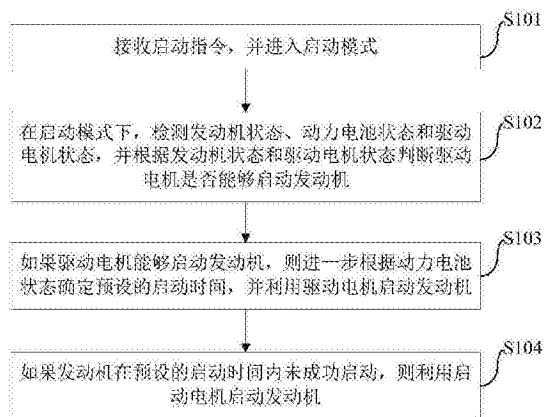 S101
接收启动指令，并进入启动模式
S102
在启动模式下，检测发动机状态、动力电池状态和驱动
电机状态，并根据发动机状态和驱动电机状态判断驱动
电机是否能够启动发动机
S103
如果驱动电机能够启动发动机，则进一步根据动力电池
状态确定预设的启动时间，并利用驱动电机启动发动机
S104
如果发动机在预设的启动时间内未成功启动，则利用启
动电机启动发动机